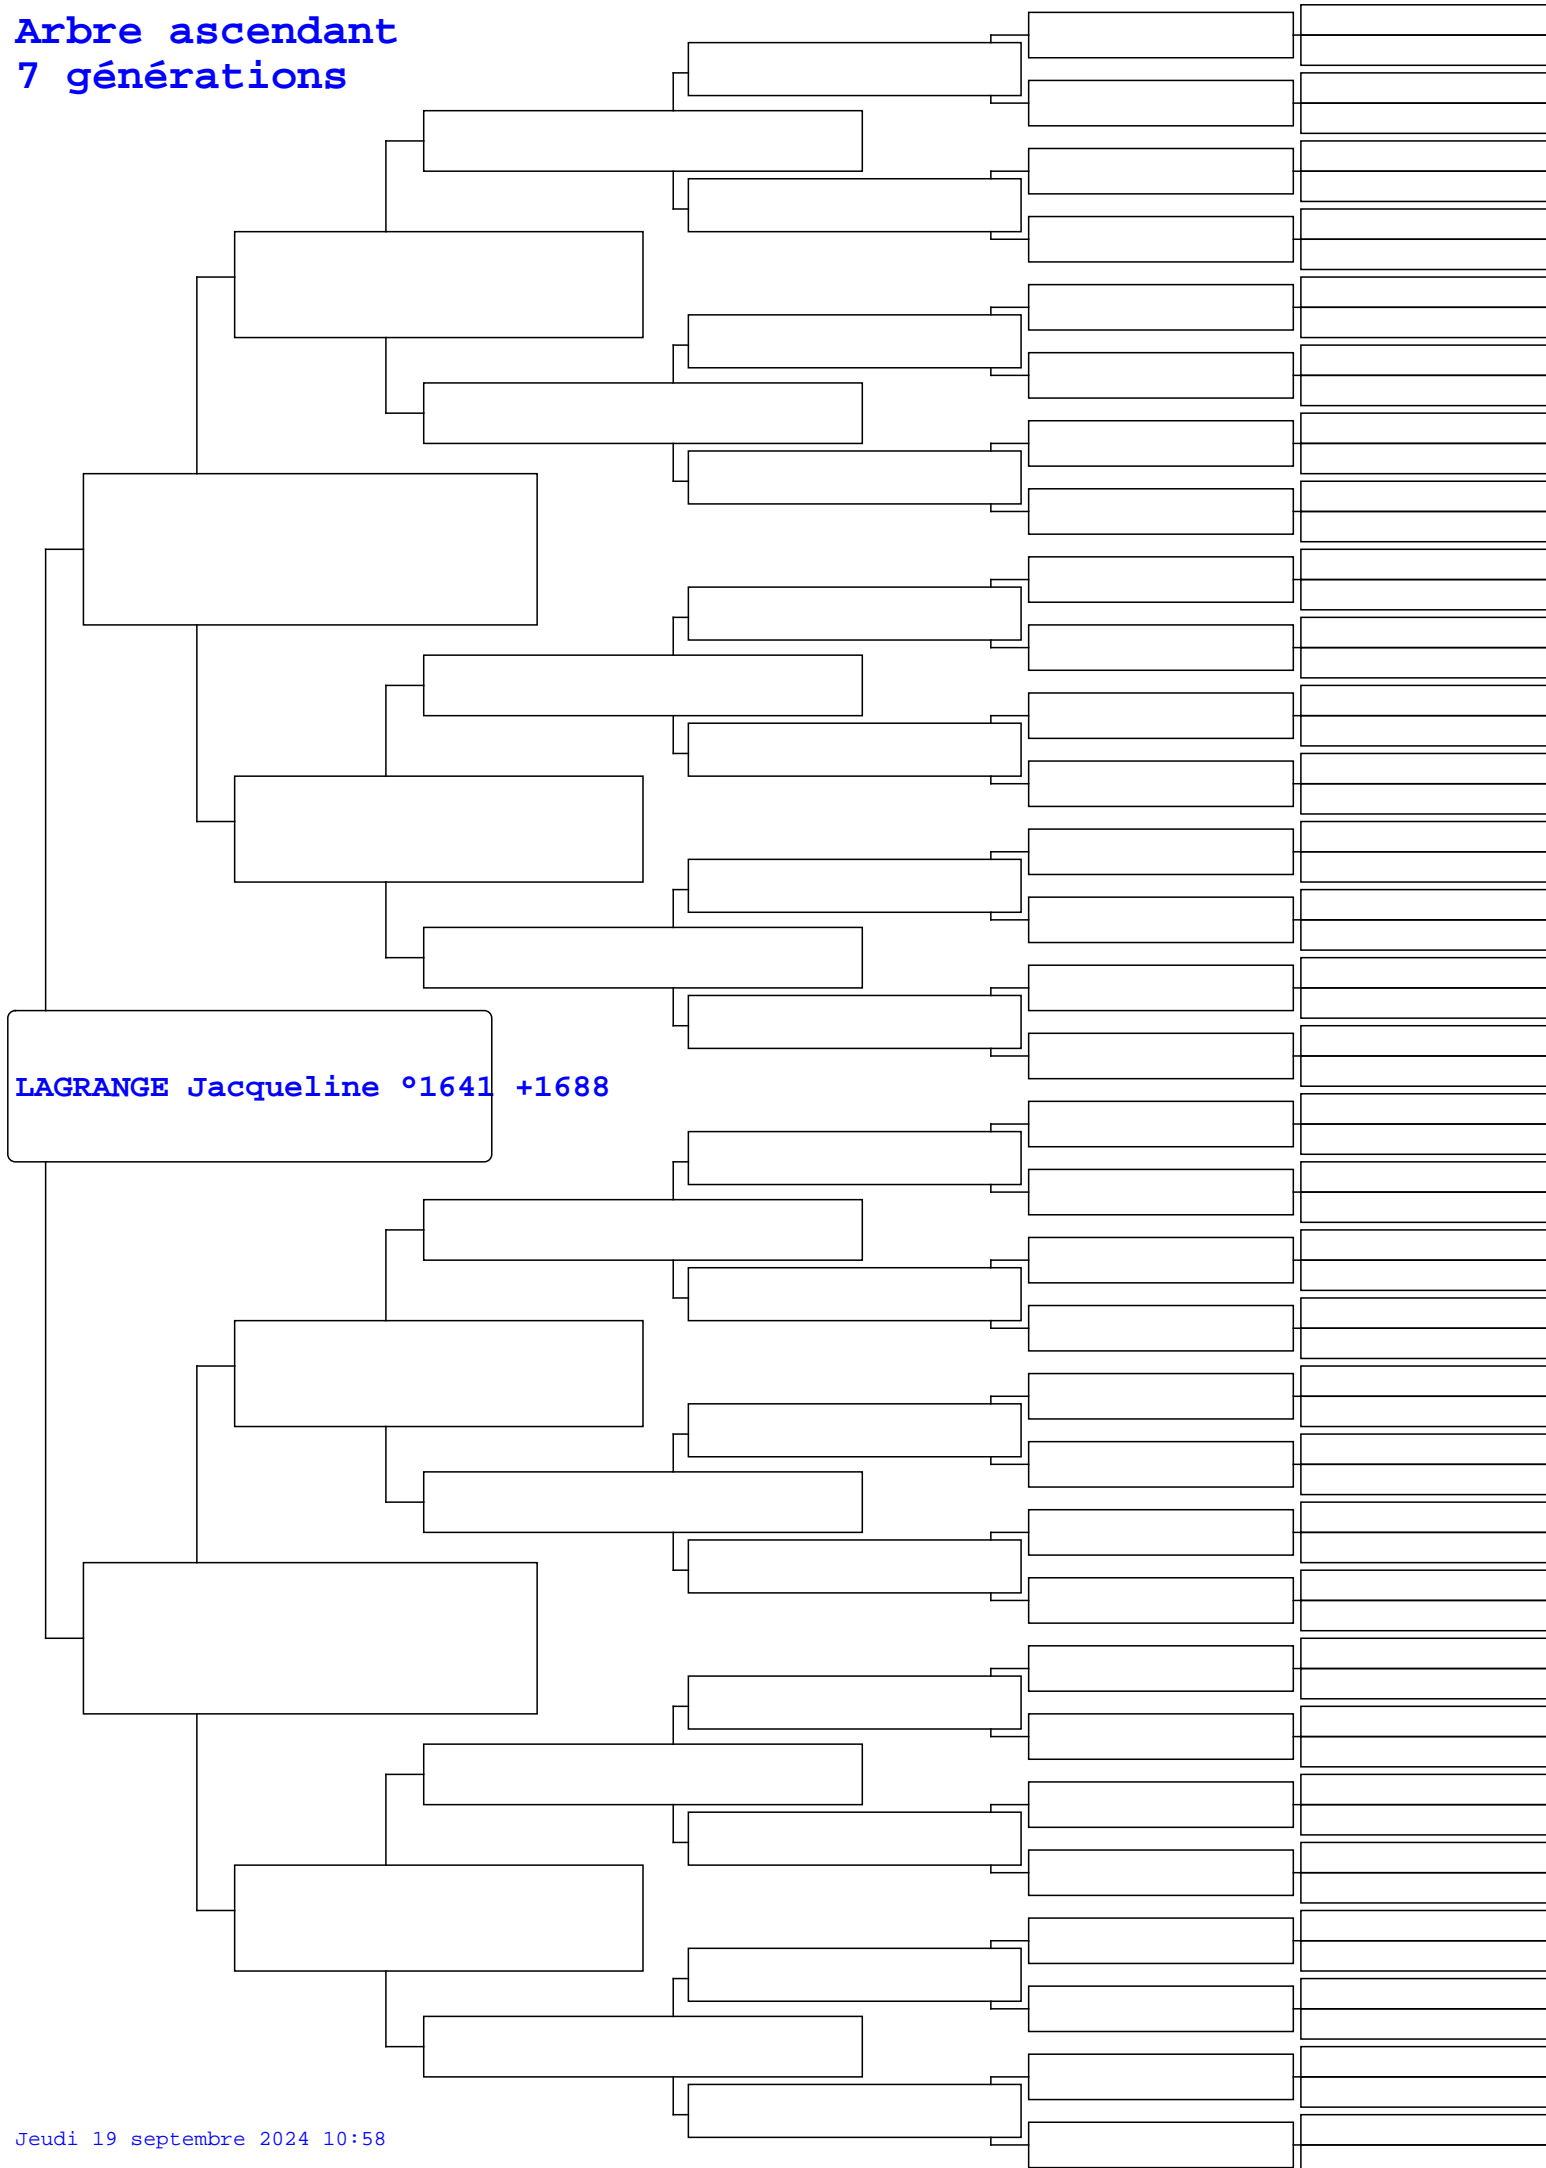 Arbre ascendant
7 générations
LAGRANGE Jacqueline °1641 +1688
Jeudi 19 septembre 2024 10:58